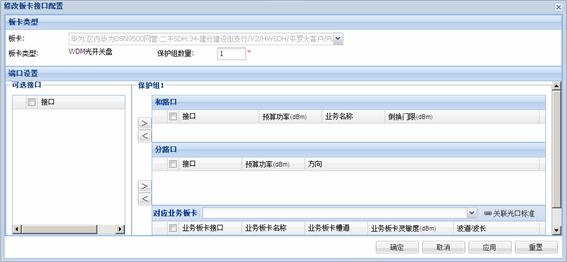 修改板卡接口配置
板卡类型
板卡: 华为:区内华为OSN9500网管:二干SDH:34-建行建设街支行/V2/HWSDH/平罗大客户/PL
板卡类型: WDM光开关盘 保护组数量: 1 *
端口设置
可选接口 保护组1
接口
和路口
接口 预算功率(dBm) 业务名称 倒换门限(dBm)
> 
<
分路口
接口 预算功率(dBm) 方向
>
<
对应业务板卡 关联光口标准
业务板卡接口 业务板卡名称 业务板卡槽道 业务板卡灵敏度(dBm) 波道/波长
确定 取消 应用 重置